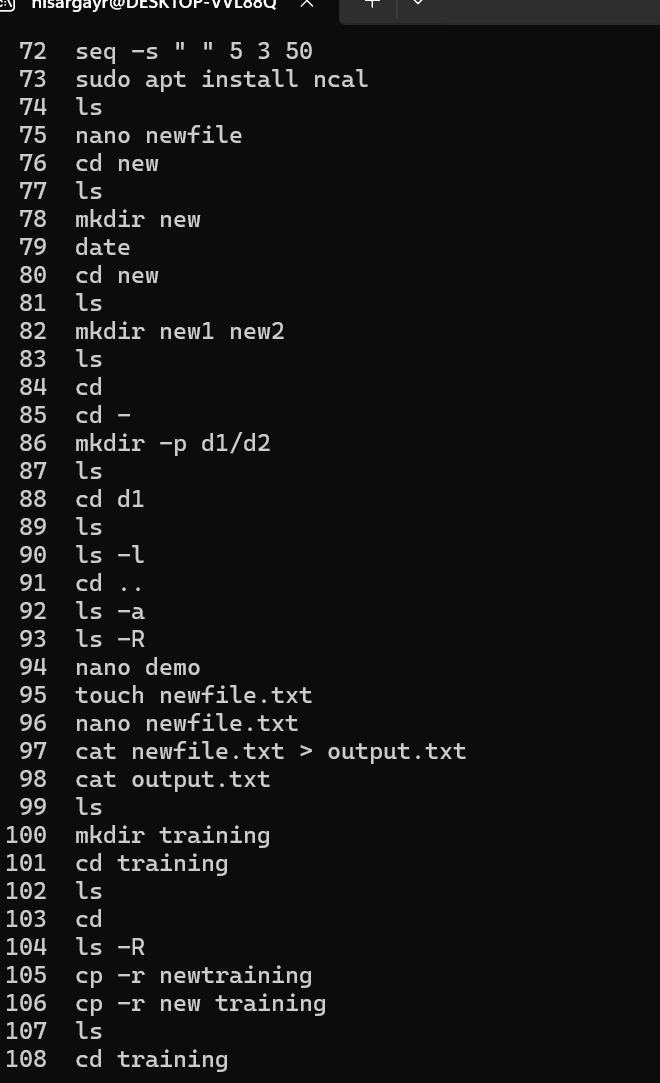 72 seq -s " " 5 3 50
73 sudo apt install ncal
74 ls
75 nano newfile
76 cd new
77 ls
78 mkdir new
79 date
80 cd new
81 ls
82 mkdir new1 new2
83 ls
84 cd
85 cd -
86 mkdir -p d1/d2
87 ls
88 cd d1
89 ls
90 ls -l
91 cd ..
92 ls -a
93 ls -R
94 nano demo
95 touch newfile.txt
96 nano newfile.txt
97 cat newfile.txt > output.txt
98 cat output.txt
99 ls
100 mkdir training
101 cd training
102 ls
103 cd
104 ls -R
105 cp -r newtraining
106 cp -r new training
107 ls
108 cd training